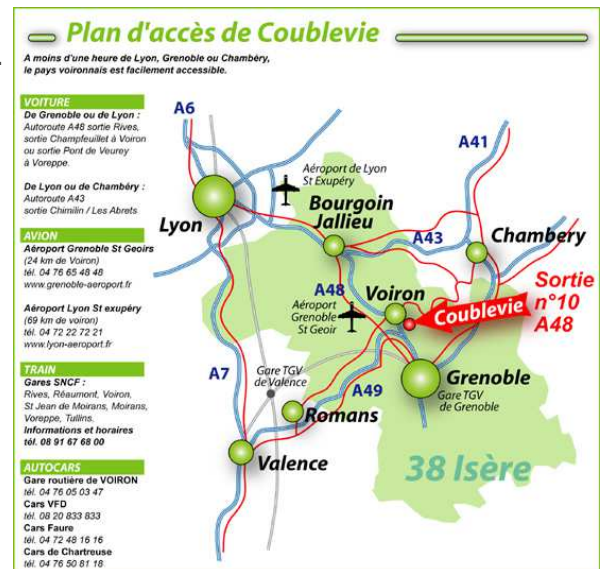 Plan d'accès de Coublevie
A moins d'une heure de Lyon, Grenoble ou Chambéry,
le pays voironnais est facilement accessible.
VOITURE
De Grenoble ou de Lyon :
Autoroute A48 sortie Rives,
sortie Champfeuillet à Voiron
ou sortie Pont de Veurey
à Voreppe.
De Lyon ou de Chambéry :
Autoroute A43
sortie Chimilin / Les Abrets
AVION
Aéroport Grenoble St Geoirs
(24 km de Voiron)
tél. 04 76 65 48 48
www.grenoble-aeroport.fr
Aéroport Lyon St exupéry
(69 km de voiron)
tél. 04 72 22 72 21
www.lyon-aeroport.fr
TRAIN
Gares SNCF :
Rives, Réaumont, Voiron,
St Jean de Moirans, Moirans,
Voreppe, Tullins.
Informations et horaires
tél. 08 91 67 68 00
AUTOCARS
Gare routière de VOIRON
tél. 04 76 05 03 47
Cars VFD
tél. 08 20 833 833
Cars Faure
tél. 04 72 48 16 16
Cars de Chartreuse
tél. 04 76 50 81 18
A6
A41
Aéroport de Lyon
St Exupéry
Lyon
Bourgoin
Jallieu
A43
Chambery
A48
Voiron
Sortie
n°10
A48
Coublevie
Aéroport
Grenoble
St Geoir
A7
Gare TGV
de Valence
A49
Grenoble
Gare TGV
de Grenoble
Romans
Valence
38 Isère